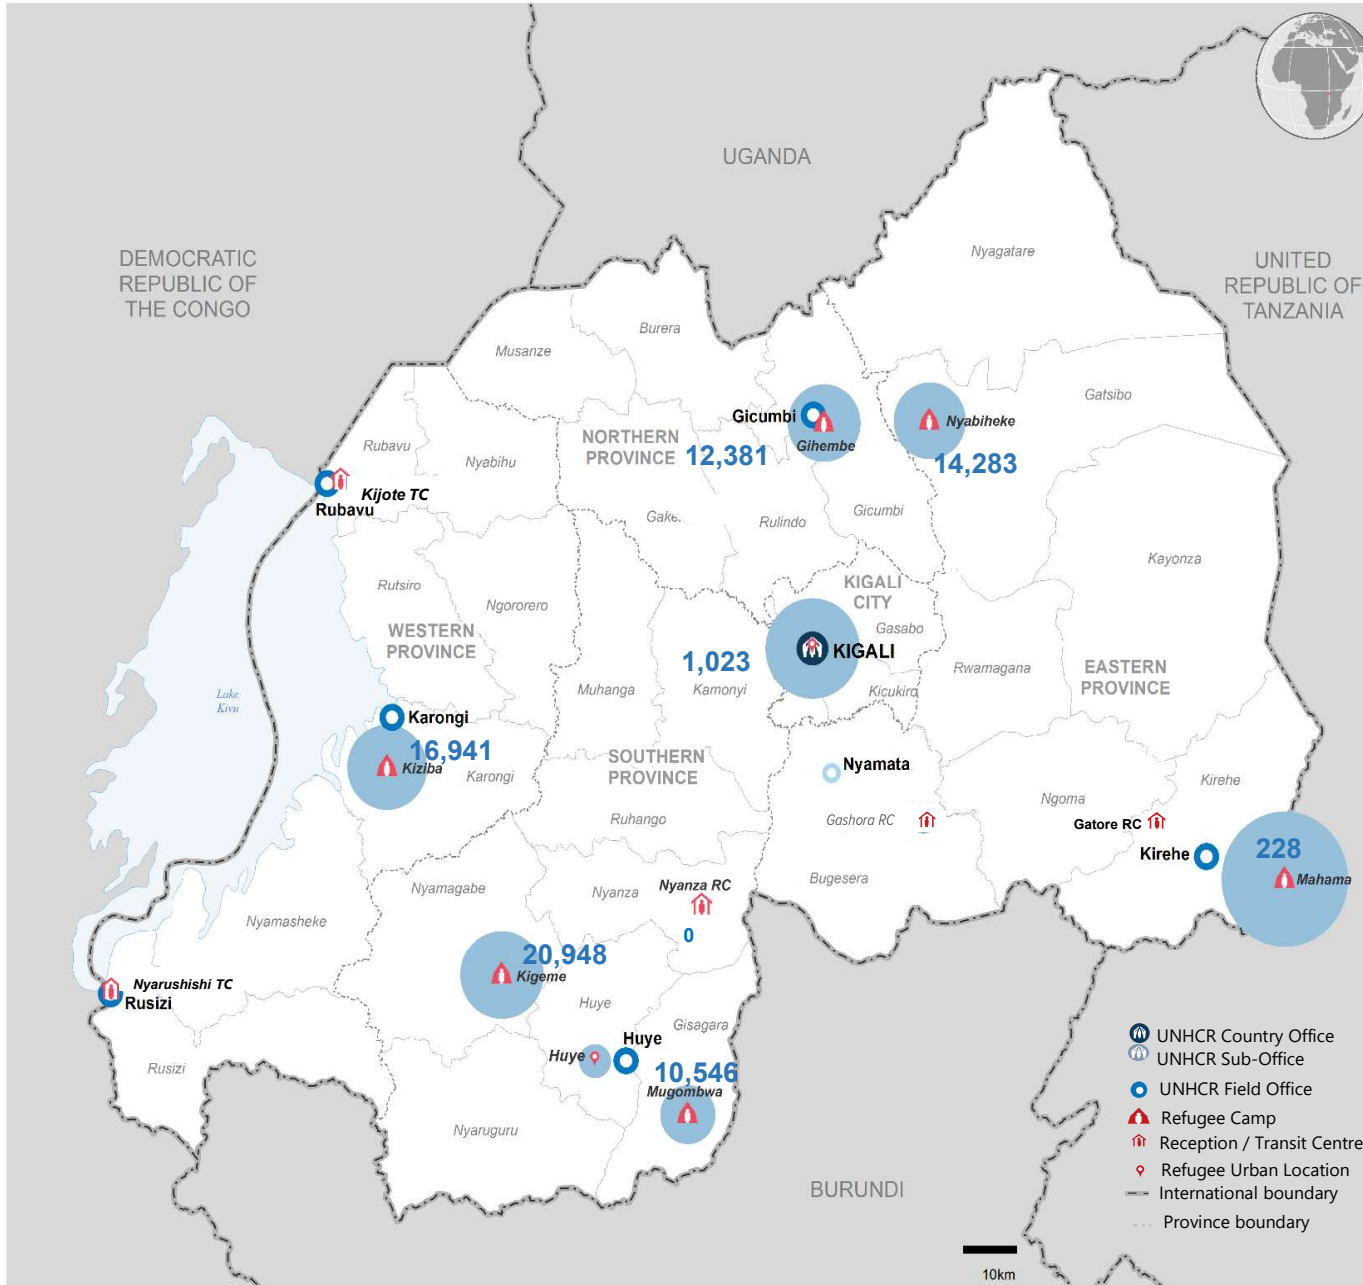 UGANDA
DEMOCRATIC
REPUBLIC OF
THE CONGO
UNITED
REPUBLIC OF
TANZANIA
Nyagatare
Burera
Musanze
Gatsibo
Gicumbi
Gihembe
Nyabiheke
NORTHERN
PROVINCE
12,381
14,283
Rubavu
Nyabihu
Kijote TC
Rubavu
Gake
Rulindo
Gicumbi
Kayonza
Rutsiro
Ngororero
KIGALI
CITY
Gasabo
WESTERN
PROVINCE
1,023
KIGALI
Rwamagana
EASTERN
PROVINCE
Muhanga
Kamonyi
Kicukiro
Lake
Kivu
Karongi
16,941
Kiziba
Karongi
SOUTHERN
PROVINCE
Nyamata
Kirehe
Ngoma
Ruhango
Gashora RC
Gatore RC
Kirehe
228
Mahama
Nyamagabe
Nyanza
Nyanza RC
0
Bugesera
Nyamasheke
20,948
Kigeme
Nyarushishi TC
Rusizi
Huye
Gisagara
Rusizi
Huye
Huye
10,546
Mugombwa
Nyaruguru
BURUNDI
UNHCR Country Office
UNHCR Sub-Office
UNHCR Field Office
Refugee Camp
Reception / Transit Centre
Refugee Urban Location
International boundary
Province boundary
10km